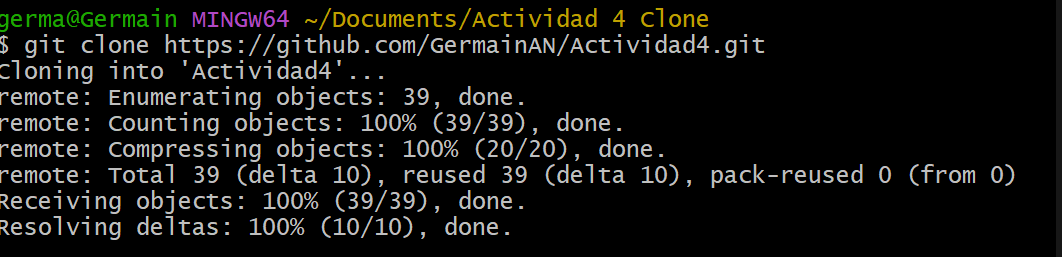 germa@Germain MINGW64 ~/Documents/Actividad 4 Clone
$ git clone https://github.com/GermainAN/Actividad4.git
Cloning into 'Actividad4'...
remote: Enumerating objects: 39, done.
remote: Counting objects: 100% (39/39), done.
remote: Compressing objects: 100% (20/20), done.
remote: Total 39 (delta 10), reused 39 (delta 10), pack-reused 0 (from 0)
Receiving objects: 100% (39/39), done.
Resolving deltas: 100% (10/10), done.